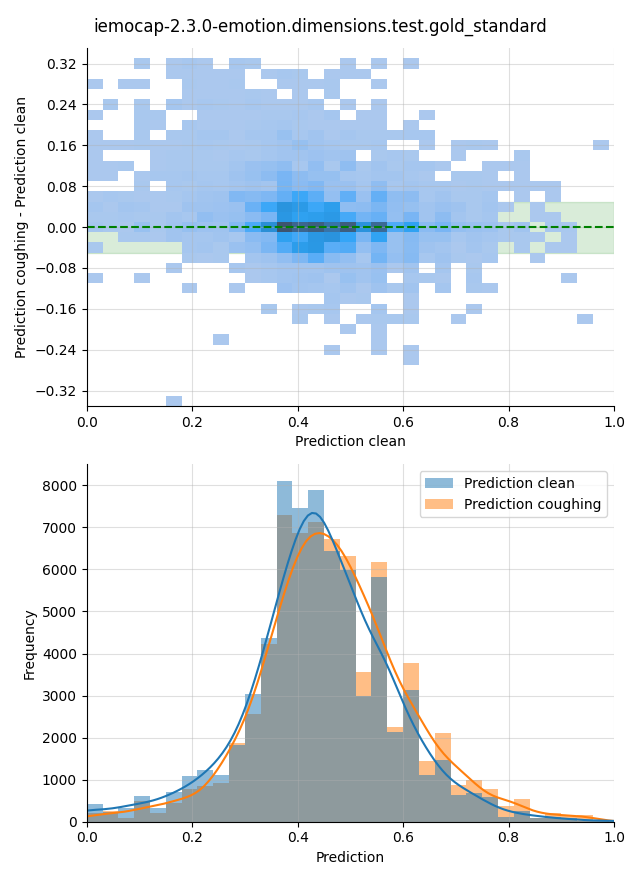 iemocap-2.3.0-emotion.dimensions.test.gold_standard
0.32
0.24
0.16
0.08
0.00
−0.08
−0.16
−0.24
−0.32
Prediction coughing - Prediction clean
0.0 0.2 0.4 0.6 0.8 1.0
Prediction clean
Prediction clean
Prediction coughing
8000
7000
6000
5000
4000
3000
2000
1000
0
Frequency
0.0 0.2 0.4 0.6 0.8 1.0
Prediction